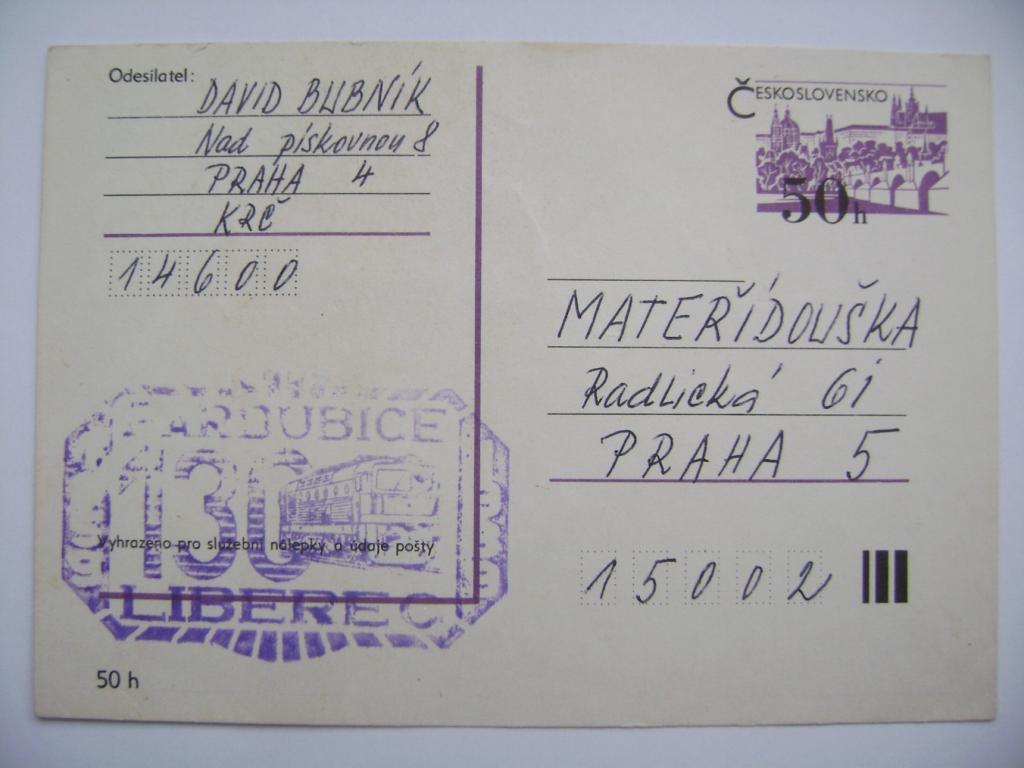 Odesílatel:
DAVID BUBNÍK
Nad pískovnou 8
PRAHA 4
KRČ
14600
ČESKOSLOVENSKO
50h
MATEŘÍDOUŠKA
Radlická 61
PRAHA 5
15002
PARDUBICE
130
Vyhrazeno pro služební nálepky a údaje pošty
LIBEREC
50 h